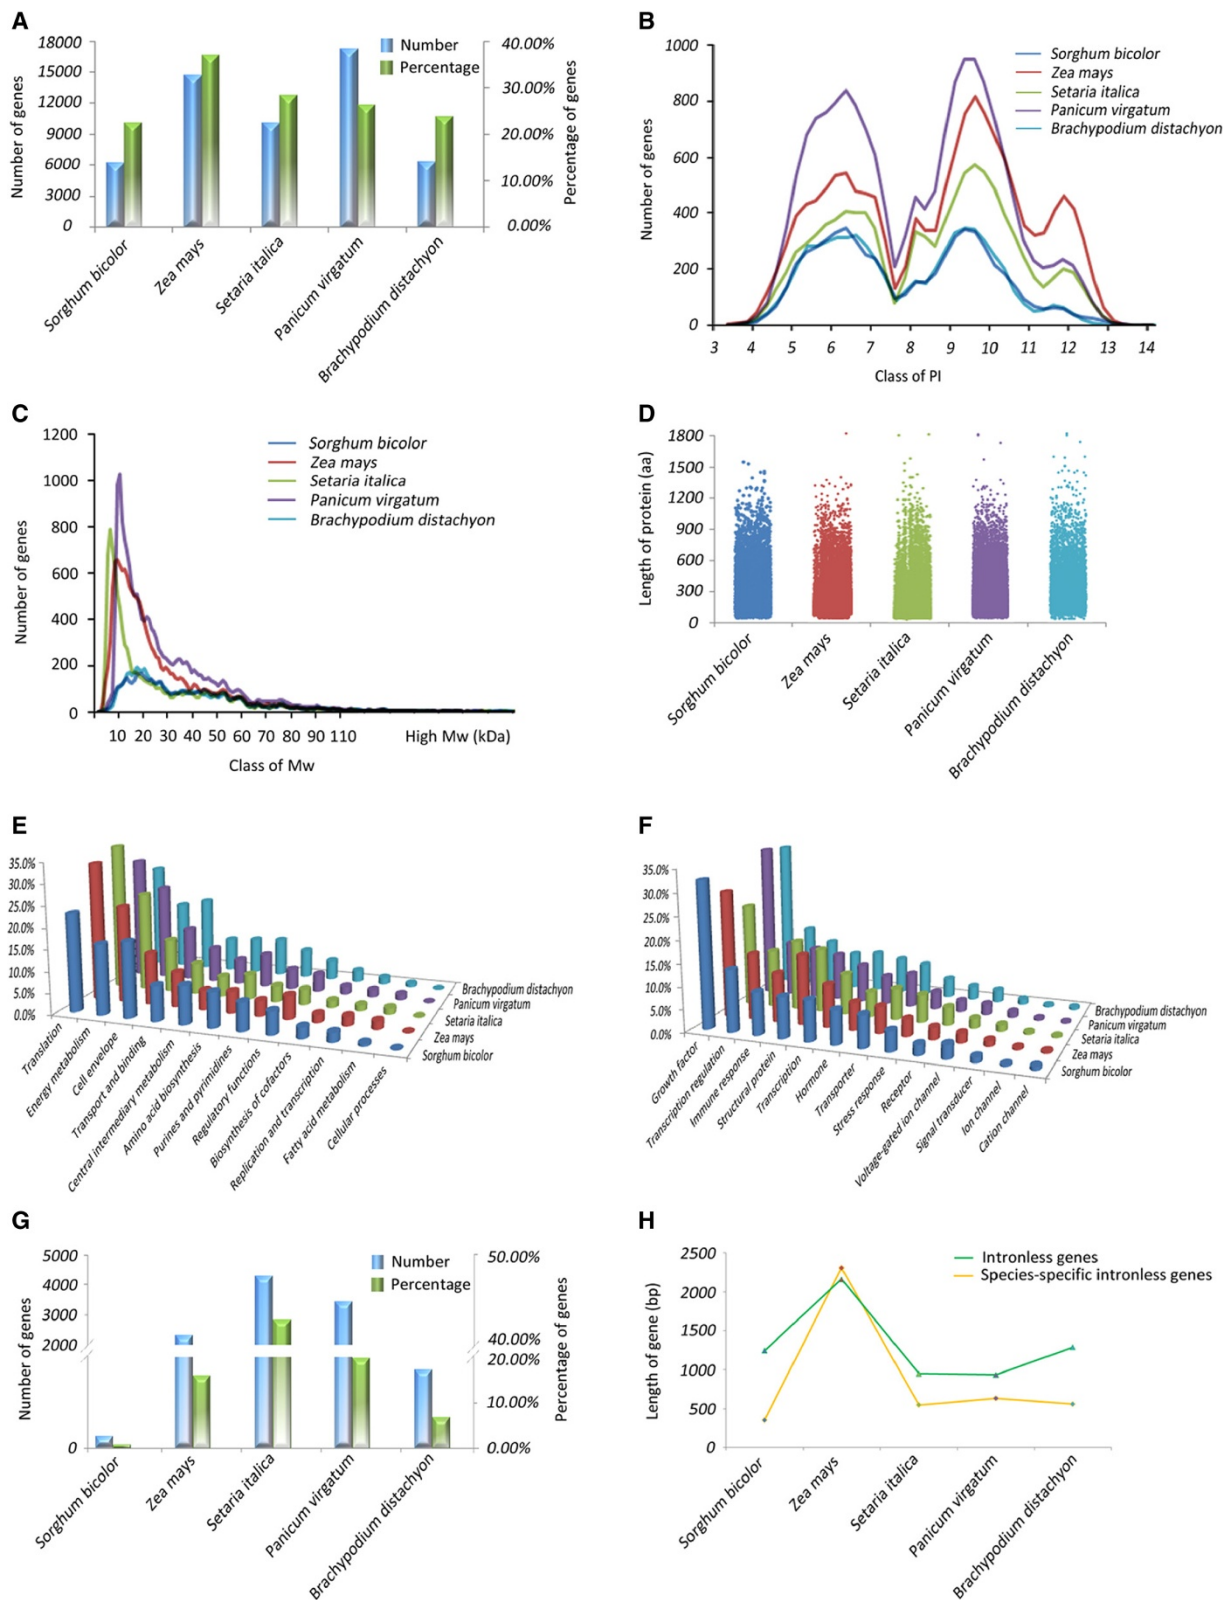 A
18000
15000
12000
9000
6000
3000
0
Number of genes
Number
Percentage
40.00%
30.00%
20.00%
10.00%
0.00%
Percentage of genes
Sorghum bicolor
Zea mays
Setaria italica
Panicum virgatum
Brachypodium distachyon
B
1000
800
600
400
200
0
Number of genes
Sorghum bicolor
Zea mays
Setaria italica
Panicum virgatum
Brachypodium distachyon
3 4 5 6 7 8 9 10 11 12 13 14
Class of PI
C
1200
1000
800
600
400
200
0
Number of genes
Sorghum bicolor
Zea mays
Setaria italica
Panicum virgatum
Brachypodium distachyon
10 20 30 40 50 60 70 80 90 110 High Mw (kDa)
Class of Mw
D
1800
1500
1200
900
600
300
0
Length of protein (aa)
Sorghum bicolor
Zea mays
Setaria italica
Panicum virgatum
Brachypodium distachyon
E
35.0%
30.0%
25.0%
20.0%
15.0%
10.0%
5.0%
0.0%
Brachypodium distachyon
Panicum virgatum
Setaria italica
Zea mays
Sorghum bicolor
Translation
Energy metabolism
Cell envelope
Transport and binding
Central intermediary metabolism
Amino acid biosynthesis
Purines and pyrimidines
Regulatory functions
Biosynthesis of cofactors
Replication and transcription
Fatty acid metabolism
Cellular processes
F
35.0%
30.0%
25.0%
20.0%
15.0%
10.0%
5.0%
0.0%
Brachypodium distachyon
Panicum virgatum
Setaria italica
Zea mays
Sorghum bicolor
Growth factor
Transcription regulation
Immune response
Structural protein
Transcription
Hormone
Transporter
Stress response
Receptor
Voltage-gated ion channel
Signal transducer
Ion channel
Cation channel
G
5000
4000
3000
2000
0
Number of genes
Number
Percentage
50.00%
40.00%
20.00%
10.00%
0.00%
Percentage of genes
Sorghum bicolor
Zea mays
Setaria italica
Panicum virgatum
Brachypodium distachyon
H
2500
2000
1500
1000
500
0
Length of gene (bp)
Intronless genes
Species-specific intronless genes
Sorghum bicolor
Zea mays
Setaria italica
Panicum virgatum
Brachypodium distachyon